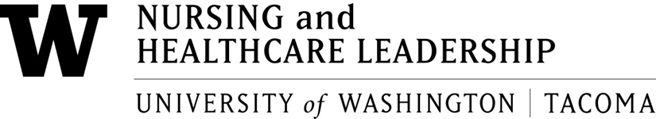 W
NURSING and
HEALTHCARE LEADERSHIP
UNIVERSITY of WASHINGTON | TACOMA